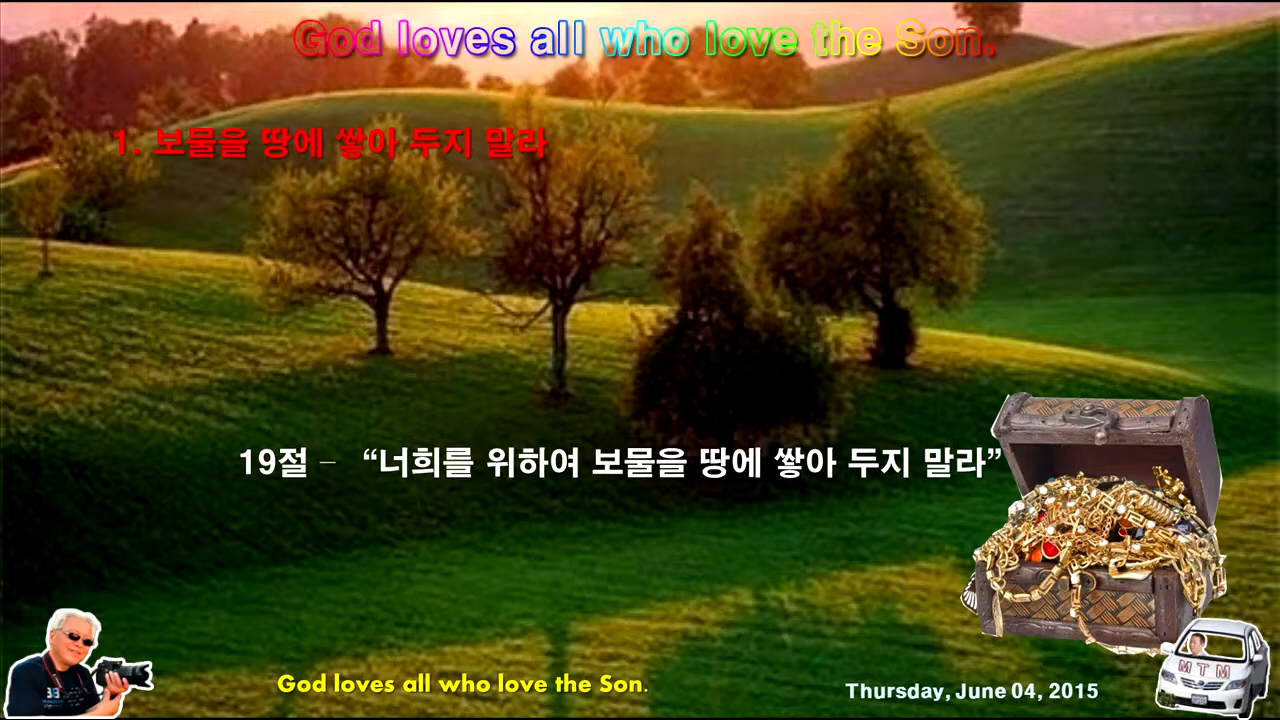 God loves all who love the Son.
1. 보물을 땅에 쌓아 두지 말라
19절 – “너희를 위하여 보물을 땅에 쌓아 두지 말라”
MTM
God loves all who love the Son.
Thursday, June 04, 2015